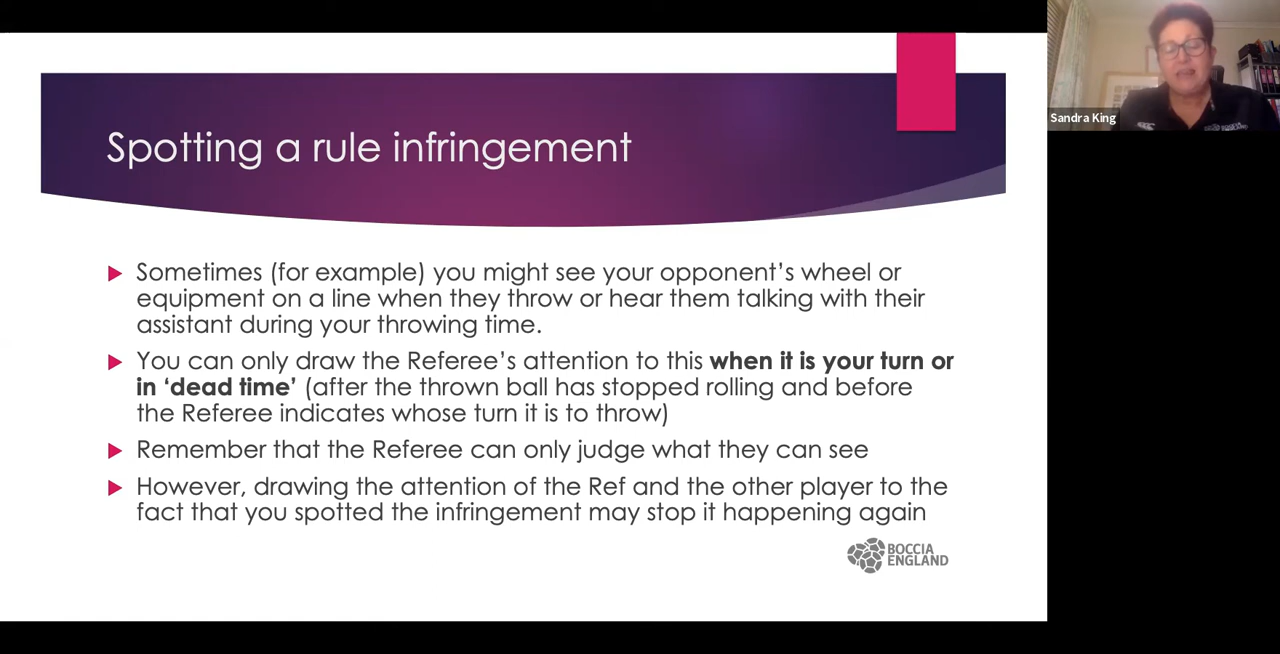 Spotting a rule infringement
Sandra King
Sometimes (for example) you might see your opponent's wheel or
equipment on a line when they throw or hear them talking with their
assistant during your throwing time.
You can only draw the Referee's attention to this when it is your turn or
in 'dead time' (after the thrown ball has stopped rolling and before
the Referee indicates whose turn it is to throw)
Remember that the Referee can only judge what they can see
However, drawing the attention of the Ref and the other player to the
fact that you spotted the infringement may stop it happening again
BOCCIA
ENGLAND